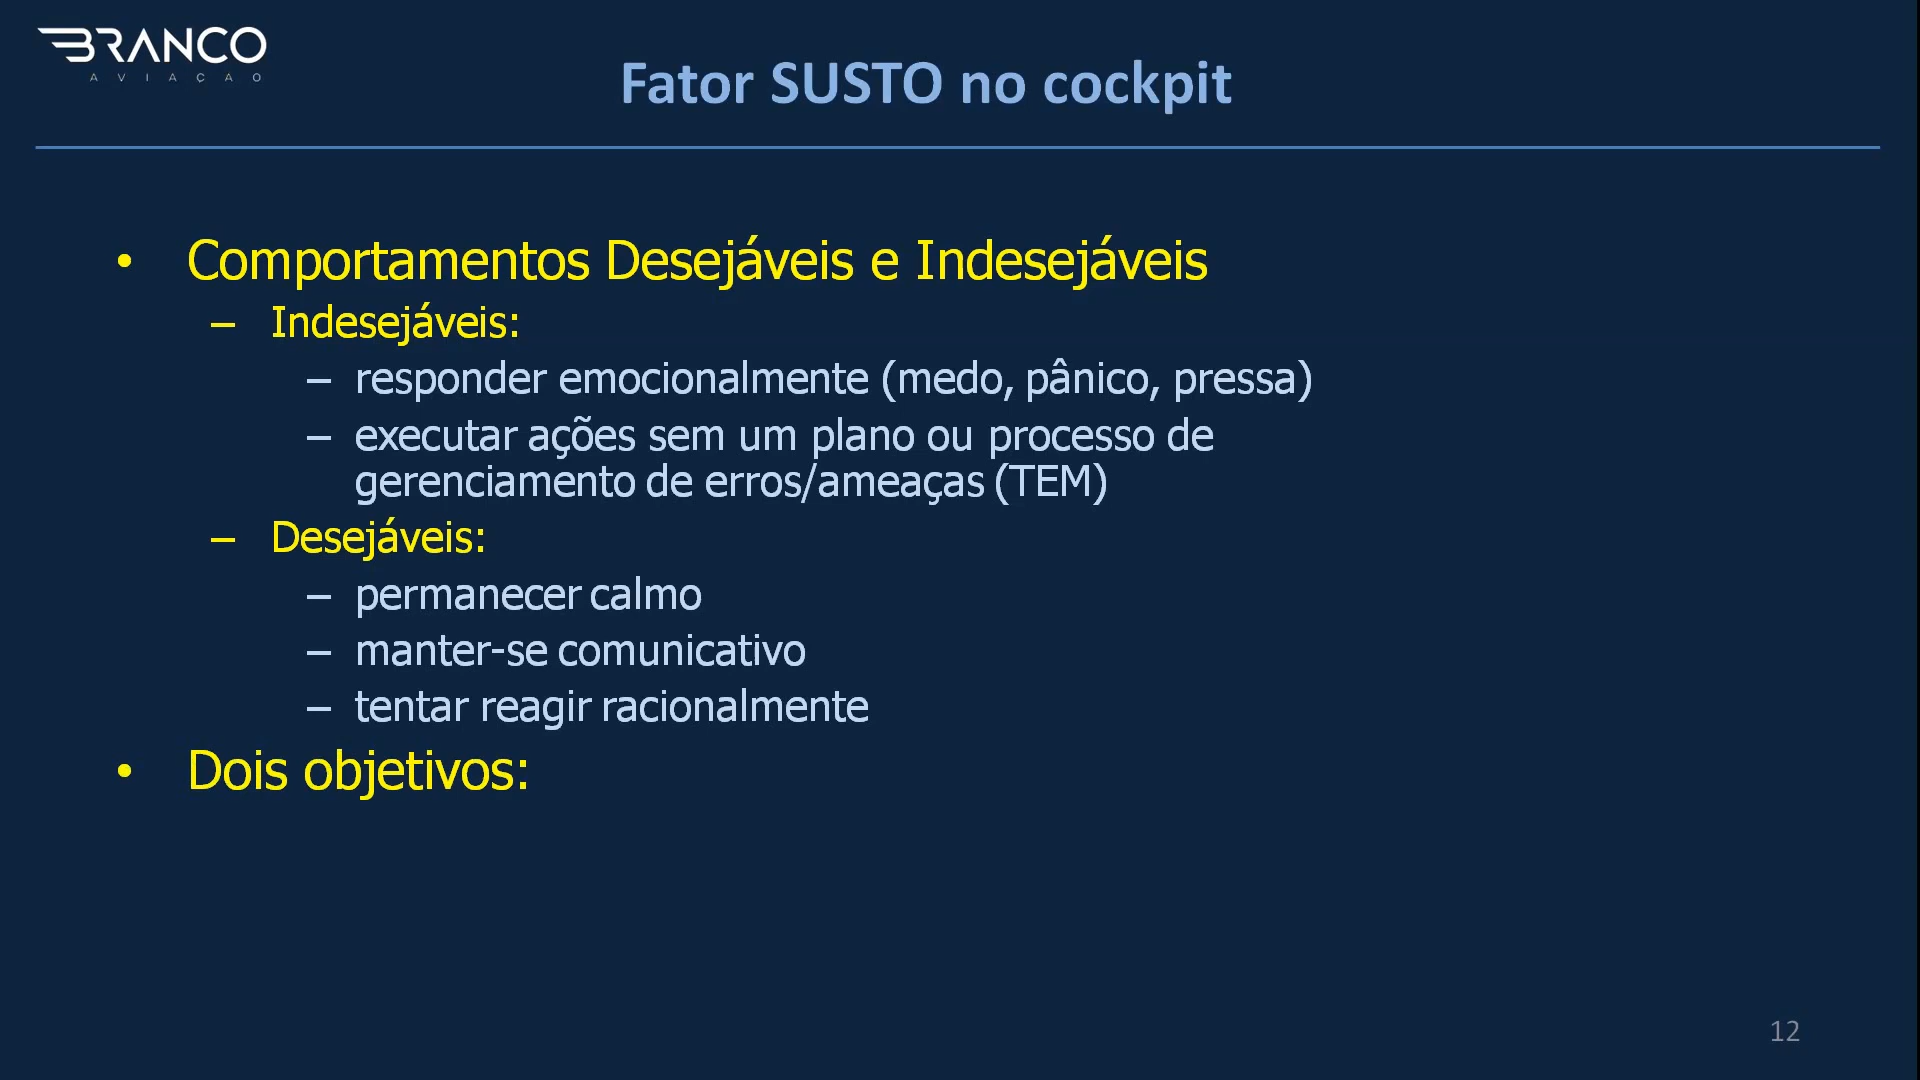 BRANCO
AVIAÇAO
Fator SUSTO no cockpit
• Comportamentos Desejáveis e Indesejáveis
– Indesejáveis:
– responder emocionalmente (medo, pânico, pressa)
– executar ações sem um plano ou processo de
gerenciamento de erros/ameaças (TEM)
– Desejáveis:
– permanecer calmo
– manter-se comunicativo
– tentar reagir racionalmente
• Dois objetivos:
12